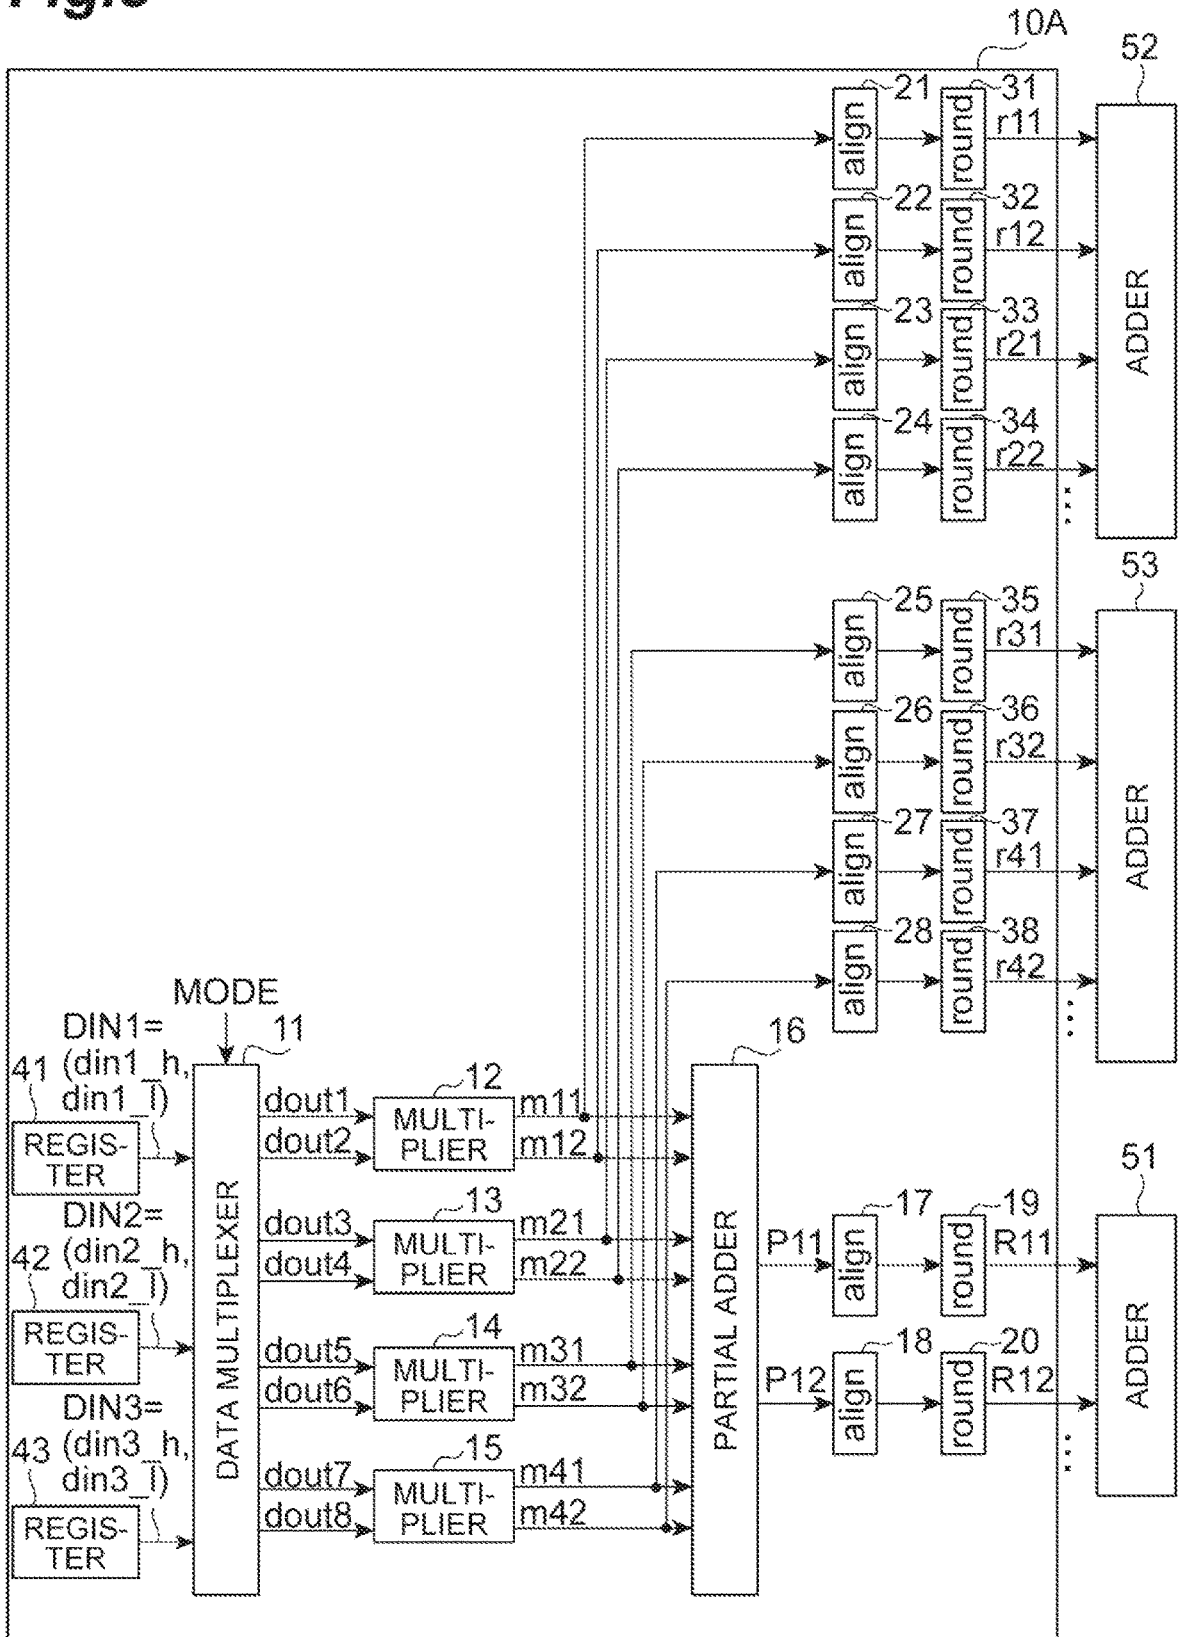 10A
52
21
31
align
round
r11
22
32
align
round
r12
ADDER
23
33
align
round
r21
24
34
align
round
r22
53
25
35
align
round
r31
26
36
align
round
r32
ADDER
27
37
align
round
r41
28
38
align
round
r42
MODE
11
DIN1=
(din1_h,
din1_l)
41
REGIS-
TER
DIN2=
(din2_h,
din2_l)
42
REGIS-
TER
DIN3=
(din3_h,
din3_l)
43
REGIS-
TER
DATA MULTIPLEXER
dout1
dout2
12
MULTI-
PLIER
m11
m12
dout3
dout4
13
MULTI-
PLIER
m21
m22
dout5
dout6
14
MULTI-
PLIER
m31
m32
dout7
dout8
15
MULTI-
PLIER
m41
m42
16
PARTIAL ADDER
P11
17
align
19
round
R11
P12
18
align
20
round
R12
51
ADDER